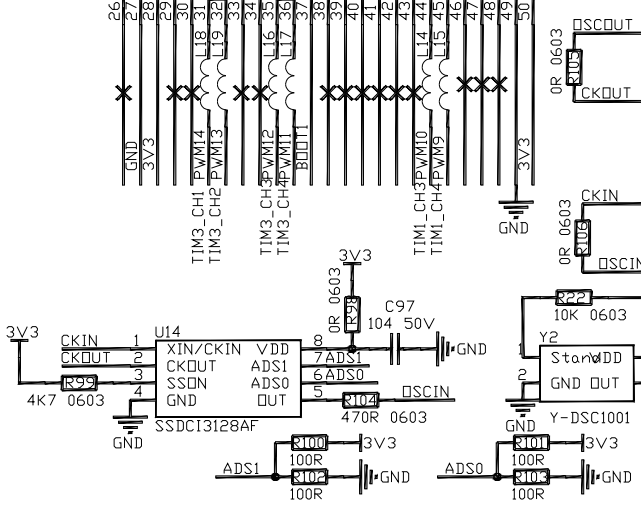 26 27 28 29 30 31 32 33 34 35 36 37 38 39 40 41 42 43 44 45 46 47 48 49 50
L18 L19 L16 L17 L14 L15
GND
3V3
PWM14
PWM13
PWM12
PWM11
BOOT1
PWM10
PWM9
3V3
TIM3_CH1
TIM3_CH2
TIM3_CH3
TIM3_CH4
TIM1_CH3
TIM1_CH4
GND
OSCOUT
0R 0603
R105
CKOUT
CKIN
0R 0603
R106
OSCIN
3V3
0R 0603
R98
C97
104 50V
GND
3V3
U14
CKIN 1 XIN/CKIN VDD 8
CKOUT 2 CKOUT ADS1 7 ADS1
R99 3 SSON ADS0 6 ADS0
4 GND OUT 5 R104 OSCIN
4K7 0603
470R 0603
GND
SSDCI3128AF
R22
10K 0603
Y2
1 Stand VDD
2 GND OUT
GND
Y-DSC1001
R100 3V3
100R
ADS1
R102 GND
100R
R101 3V3
100R
ADS0
R103 GND
100R